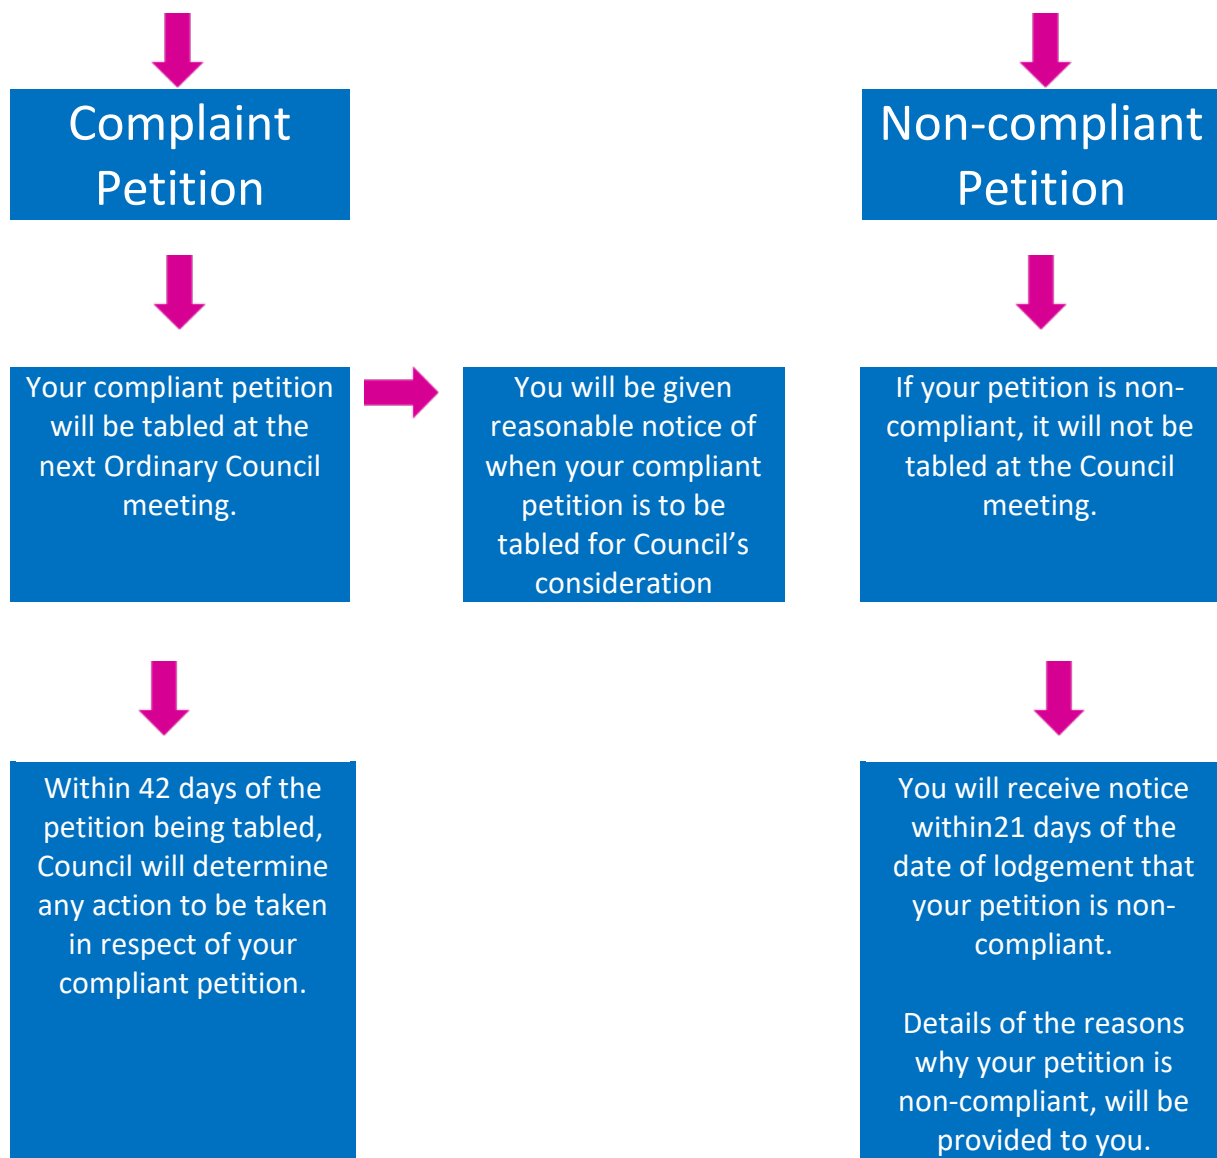 Complaint
Petition
Non-compliant
Petition
Your compliant petition
will be tabled at the
next Ordinary Council
meeting.
You will be given
reasonable notice of
when your compliant
petition is to be
tabled for Council’s
consideration
If your petition is non-
compliant, it will not be
tabled at the Council
meeting.
Within 42 days of the
petition being tabled,
Council will determine
any action to be taken
in respect of your
compliant petition.
You will receive notice
within21 days of the
date of lodgement that
your petition is non-
compliant.
Details of the reasons
why your petition is
non-compliant, will be
provided to you.